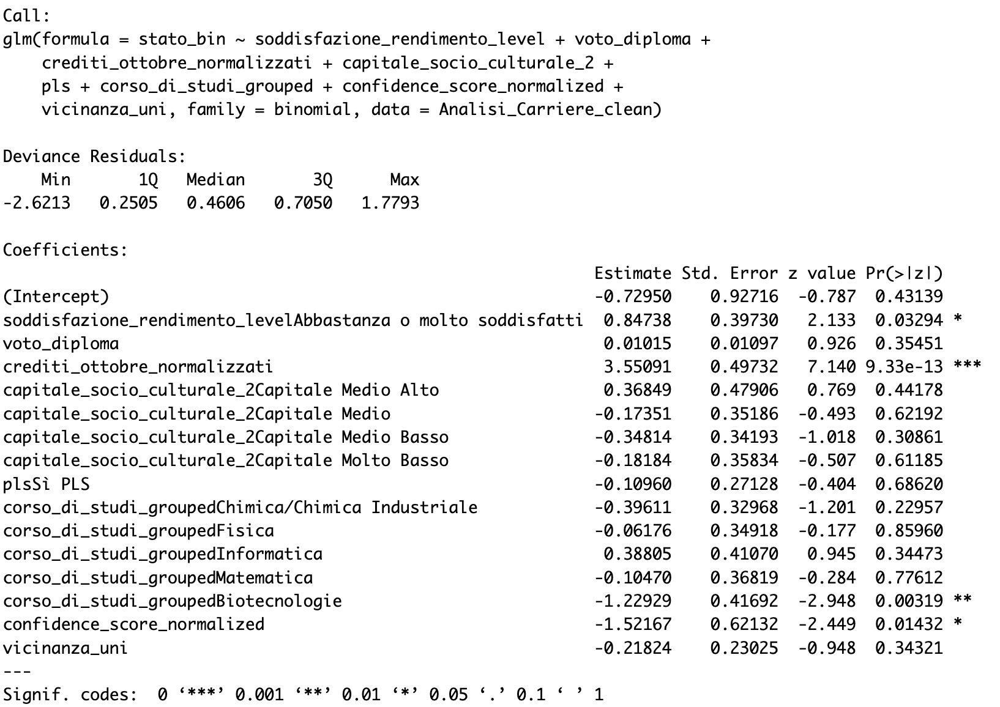 Call:
glm(formula = stato_bin ~ soddisfazione_rendimento_level + voto_diploma +
    crediti_ottobre_normalizzati + capitale_socio_culturale_2 +
    pls + corso_di_studi_grouped + confidence_score_normalized +
    vicinanza_uni, family = binomial, data = Analisi_Carriere_clean)

Deviance Residuals:
    Min       1Q   Median       3Q      Max
-2.6213   0.2505   0.4606   0.7050   1.7793

Coefficients:
                                                             Estimate Std. Error z value Pr(>|z|)
(Intercept)                                                  -0.72950    0.92716  -0.787  0.43139
soddisfazione_rendimento_levelAbbastanza o molto soddisfatti  0.84738    0.39730   2.133  0.03294 *
voto_diploma                                                  0.01015    0.01097   0.926  0.35451
crediti_ottobre_normalizzati                                  3.55091    0.49732   7.140 9.33e-13 ***
capitale_socio_culturale_2Capitale Medio Alto                 0.36849    0.47906   0.769  0.44178
capitale_socio_culturale_2Capitale Medio                     -0.17351    0.35186  -0.493  0.62192
capitale_socio_culturale_2Capitale Medio Basso               -0.34814    0.34193  -1.018  0.30861
capitale_socio_culturale_2Capitale Molto Basso               -0.18184    0.35834  -0.507  0.61185
plsSì PLS                                                    -0.10960    0.27128  -0.404  0.68620
corso_di_studi_groupedChimica/Chimica Industriale            -0.39611    0.32968  -1.201  0.22957
corso_di_studi_groupedFisica                                 -0.06176    0.34918  -0.177  0.85960
corso_di_studi_groupedInformatica                             0.38805    0.41070   0.945  0.34473
corso_di_studi_groupedMatematica                             -0.10470    0.36819  -0.284  0.77612
corso_di_studi_groupedBiotecnologie                          -1.22929    0.41692  -2.948  0.00319 **
confidence_score_normalized                                  -1.52167    0.62132  -2.449  0.01432 *
vicinanza_uni                                                -0.21824    0.23025  -0.948  0.34321
---
Signif. codes:  0 ‘***’ 0.001 ‘**’ 0.01 ‘*’ 0.05 ‘.’ 0.1 ‘ ’ 1